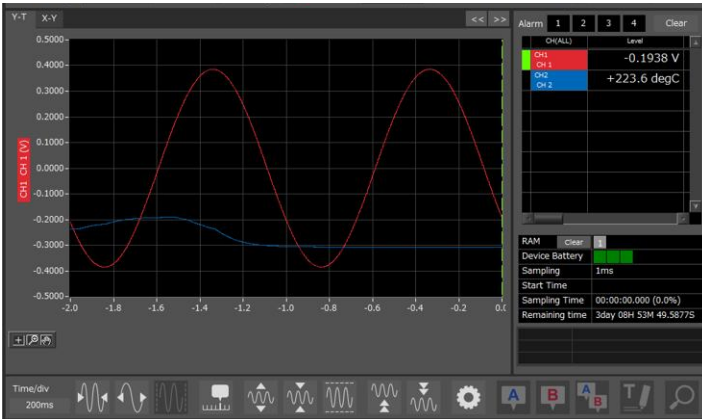 Y-T X-Y << >>
0.5000
0.4000
0.3000
0.2000
0.1000
0.0000
-0.1000
-0.2000
-0.3000
-0.4000
-0.5000
CH1 CH 1 (V)
-2.0 -1.8 -1.6 -1.4 -1.2 -1.0 -0.8 -0.6 -0.4 -0.2 0.0
Time/div
200ms
Alarm 1 2 3 4 Clear
CH(ALL) Level
CH1
CH 1 -0.1938 V
CH2
CH 2 +223.6 degC
RAM Clear 1
Device Battery
Sampling 1ms
Start Time
Sampling Time 00:00:00.000 (0.0%)
Remaining time 3day 08H 53M 49.5877S
A B A B T